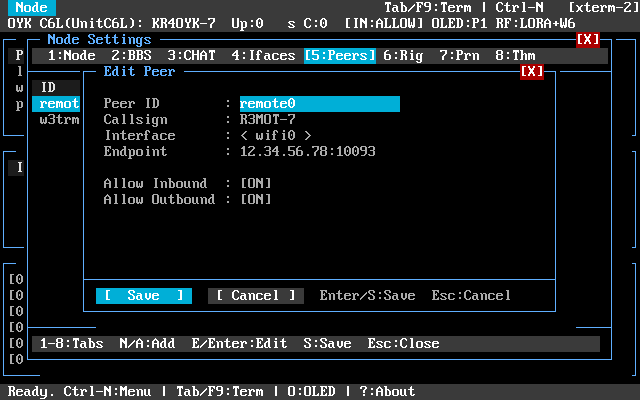 Node Tab/F9:Term | Ctrl-N [xterm-2]
OYK C6L(UnitC6L): KR4OYK-7 Up:0 s C:0 [IN:ALLOW] OLED:P1 RF:LORA+W6
Node Settings [X]
P 1:Node 2:BBS 3:CHAT 4:Ifaces [5:Peers] 6:Rig 7:Prn 8:Thm
l Edit Peer [X]
w ID
p remot Peer ID : remote0
w3trm Callsign : R3MOT-7
Interface : < wifi0 >
Endpoint : 12.34.56.78:10093
I
Allow Inbound : [ON]
Allow Outbound : [ON]
[O
[O [ Save ] [ Cancel ] Enter/S:Save Esc:Cancel
[O
[O
[O 1-8:Tabs N/A:Add E/Enter:Edit S:Save Esc:Close
[O
Ready. Ctrl-N:Menu | Tab/F9:Term | O:OLED | ?:About